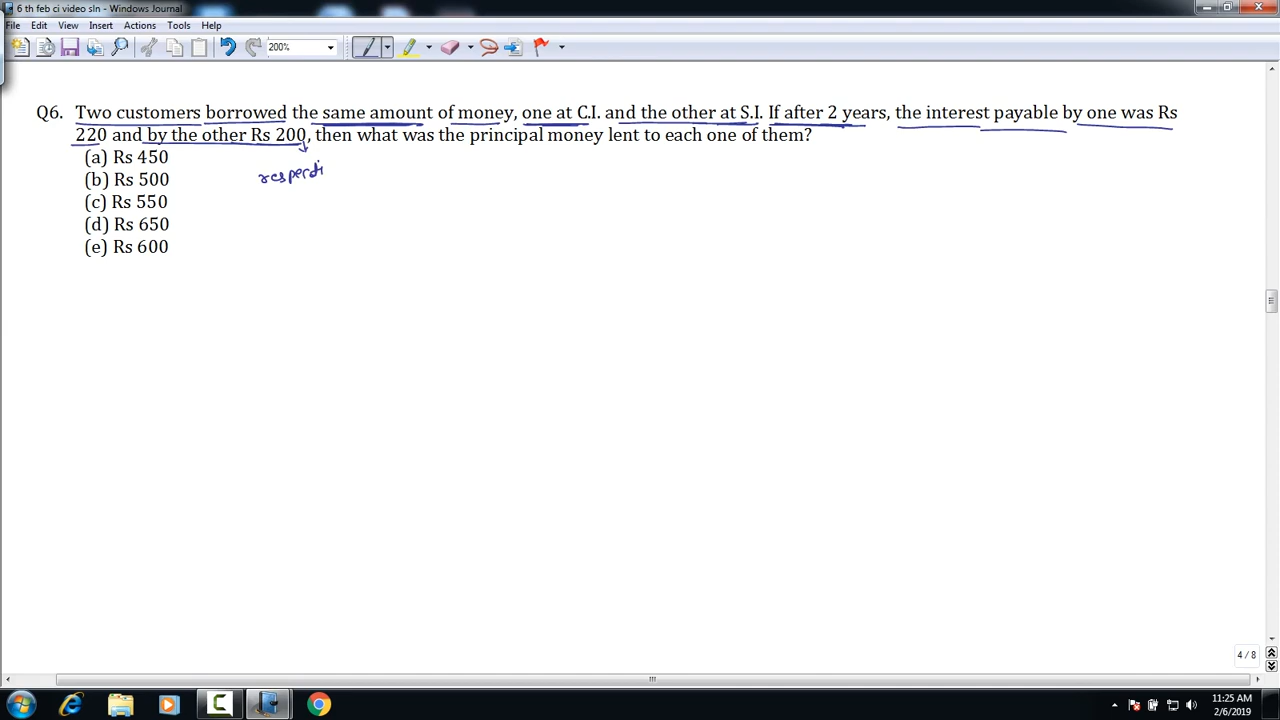 6 th feb ci video sln - Windows Journal
File Edit View Insert Actions Tools Help
200%
Q6. Two customers borrowed the same amount of money, one at C.I. and the other at S.I. If after 2 years, the interest payable by one was Rs
220 and by the other Rs 200, then what was the principal money lent to each one of them?
(a) Rs 450
(b) Rs 500
(c) Rs 550
(d) Rs 650
(e) Rs 600
4 / 8
11:25 AM
2/6/2019